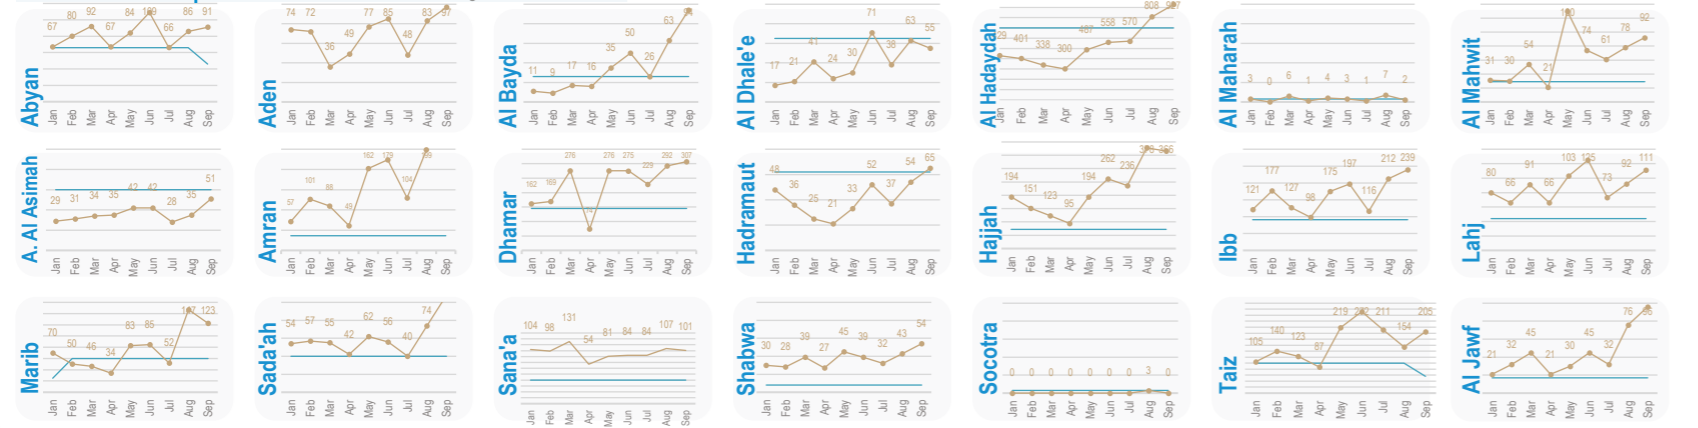 Abyan
67 80 92 67 84 109 66 86 91
Jan Feb Mar Apr May Jun Jul Aug Sep
Aden
74 72 36 49 77 85 48 83 97
Jan Feb Mar Apr May Jun Jul Aug Sep
Al Bayda
11 9 17 16 35 50 26 63
Jan Feb Mar Apr May Jun Jul Aug Sep
Al Dhale'e
17 21 41 24 30 71 38 63 55
Jan Feb Mar Apr May Jun Jul Aug Sep
Al Hadaydah
401 338 300 487 558 570 808
Jan Feb Mar Apr May Jun Jul Aug Sep
Al Maharah
3 0 6 1 4 3 1 7 2
Jan Feb Mar Apr May Jun Jul Aug Sep
Al Mahwit
31 30 54 21 74 61 78 92
Jan Feb Mar Apr May Jun Jul Aug Sep
A. Al Asimah
29 31 34 35 42 42 28 35 51
Jan Feb Mar Apr May Jun Jul Aug Sep
Amran
57 101 88 49 162 179 104 199
Jan Feb Mar Apr May Jun Jul Aug Sep
Dhamar
162 169 276 276 275 229 292 307
Jan Feb Mar Apr May Jun Jul Aug Sep
Hadramaut
48 36 25 21 33 52 37 54 65
Jan Feb Mar Apr May Jun Jul Aug Sep
Hajjah
194 151 123 95 194 262 236
Jan Feb Mar Apr May Jun Jul Aug Sep
Ibb
121 177 127 98 175 197 116 212 239
Jan Feb Mar Apr May Jun Jul Aug Sep
Lahj
80 66 91 66 103 125 73 92 111
Jan Feb Mar Apr May Jun Jul Aug Sep
Marib
70 50 46 34 83 85 52 123
Jan Feb Mar Apr May Jun Jul Aug Sep
Sada'ah
54 57 55 42 62 56 40 74
Jan Feb Mar Apr May Jun Jul Aug Sep
Sana'a
104 98 131 54 81 84 84 107 101
Jan Feb Mar Apr May Jun Jul Aug Sep
Shabwa
30 28 39 27 45 39 32 43 54
Jan Feb Mar Apr May Jun Jul Aug Sep
Socotra
0 0 0 0 0 0 0 3 0
Jan Feb Mar Apr May Jun Jul Aug Sep
Taiz
105 140 123 87 219 211 154 205
Jan Feb Mar Apr May Jun Jul Aug Sep
Al Jawf
21 32 45 21 30 45 32 76 96
Jan Feb Mar Apr May Jun Jul Aug Sep